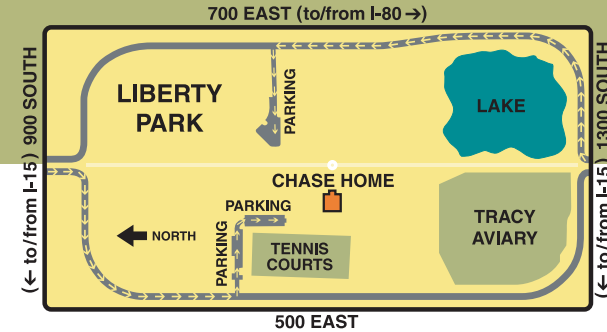 700 EAST (to/from I-80 →)
(← to/from I-15) 900 SOUTH
LIBERTY
PARK
PARKING
LAKE
(← to/from I-15) 1300 SOUTH
CHASE HOME
PARKING
PARKING
NORTH
TENNIS
COURTS
TRACY
AVIARY
500 EAST